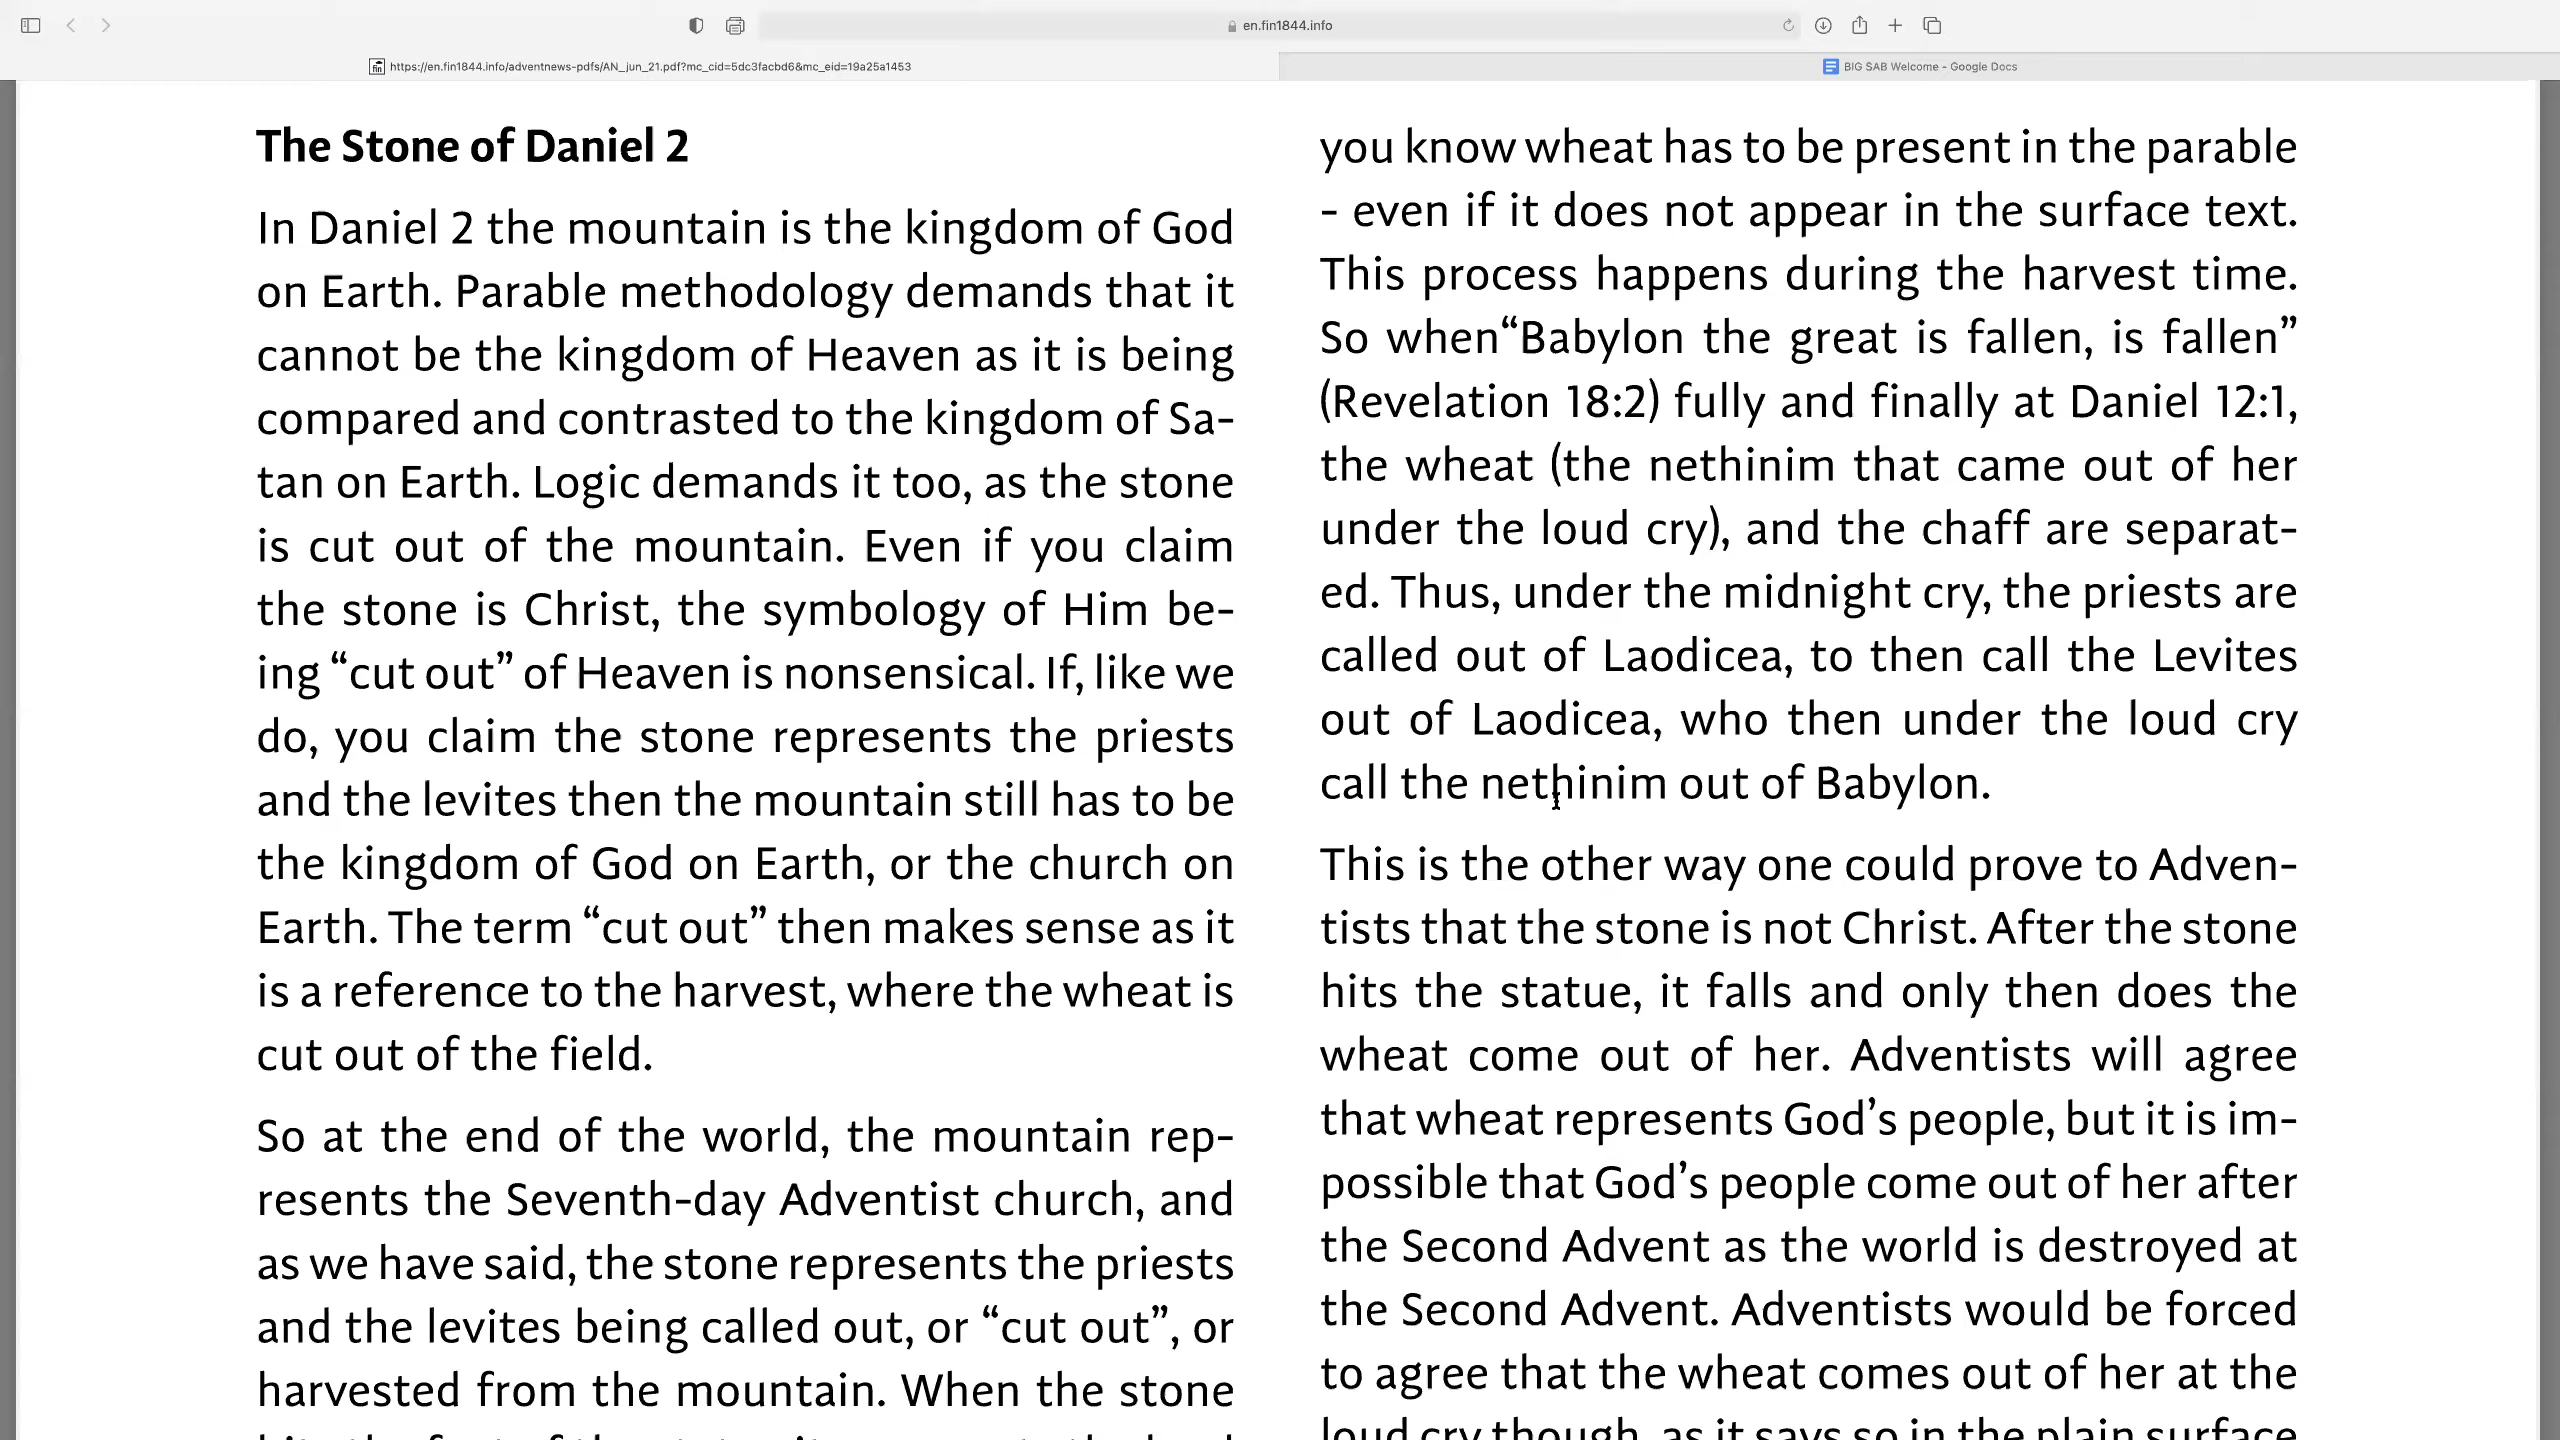 en.fin1844.info
https://en.fin1844.info/adventnews-pdfs/AN_jun_21.pdf?mc_cid=5dc3facbd6&mc_eid=19a25a1453
BIG SAB Welcome - Google Docs
The Stone of Daniel 2
In Daniel 2 the mountain is the kingdom of God
on Earth. Parable methodology demands that it
cannot be the kingdom of Heaven as it is being
compared and contrasted to the kingdom of Sa-
tan on Earth. Logic demands it too, as the stone
is cut out of the mountain. Even if you claim
the stone is Christ, the symbology of Him be-
ing “cut out” of Heaven is nonsensical. If, like we
do, you claim the stone represents the priests
and the levites then the mountain still has to be
the kingdom of God on Earth, or the church on
Earth. The term “cut out” then makes sense as it
is a reference to the harvest, where the wheat is
cut out of the field.
So at the end of the world, the mountain rep-
resents the Seventh-day Adventist church, and
as we have said, the stone represents the priests
and the levites being called out, or “cut out”, or
harvested from the mountain. When the stone
you know wheat has to be present in the parable
- even if it does not appear in the surface text.
This process happens during the harvest time.
So when“Babylon the great is fallen, is fallen”
(Revelation 18:2) fully and finally at Daniel 12:1,
the wheat (the nethinim that came out of her
under the loud cry), and the chaff are separat-
ed. Thus, under the midnight cry, the priests are
called out of Laodicea, to then call the Levites
out of Laodicea, who then under the loud cry
call the nethinim out of Babylon.
This is the other way one could prove to Adven-
tists that the stone is not Christ. After the stone
hits the statue, it falls and only then does the
wheat come out of her. Adventists will agree
that wheat represents God’s people, but it is im-
possible that God’s people come out of her after
the Second Advent as the world is destroyed at
the Second Advent. Adventists would be forced
to agree that the wheat comes out of her at the
loud cry though, as it says so in the plain surface